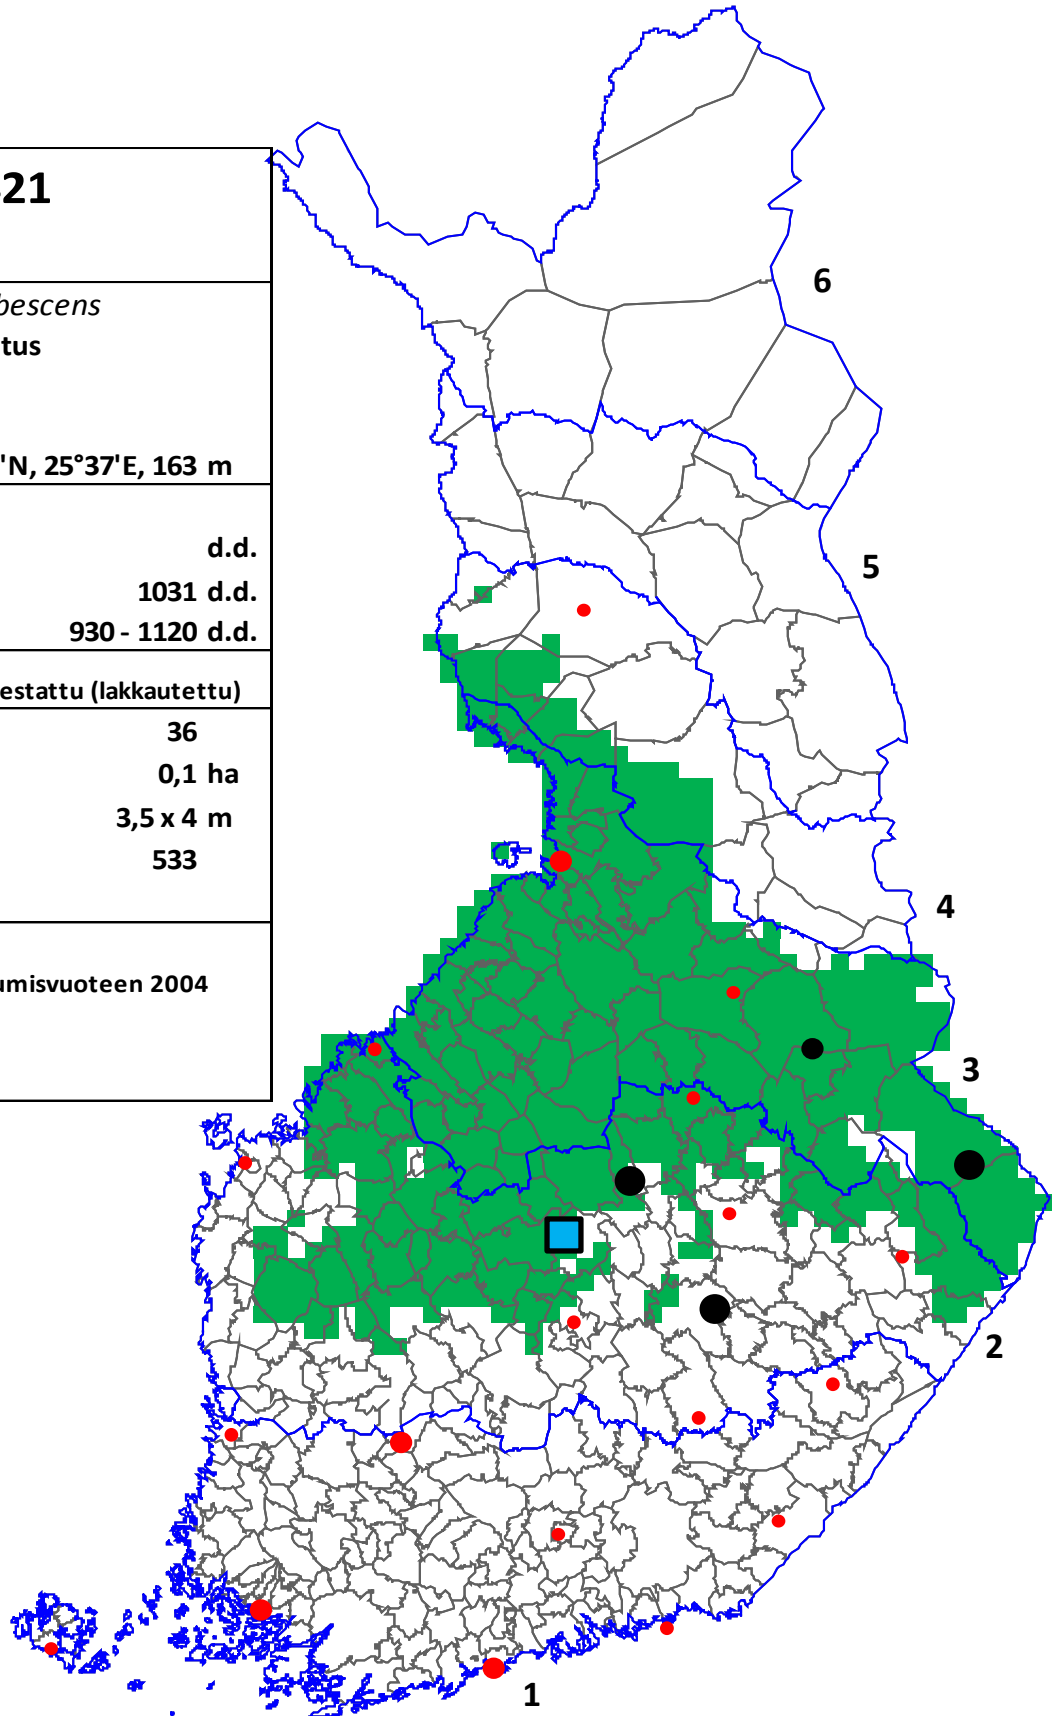 21
bescens
tus
'N, 25°37'E, 163 m
d.d.
1031 d.d.
930 - 1120 d.d.
estattu (lakkautettu)
36
0,1 ha
3,5 x 4 m
533
umisvuoteen 2004
6
5
4
3
2
1